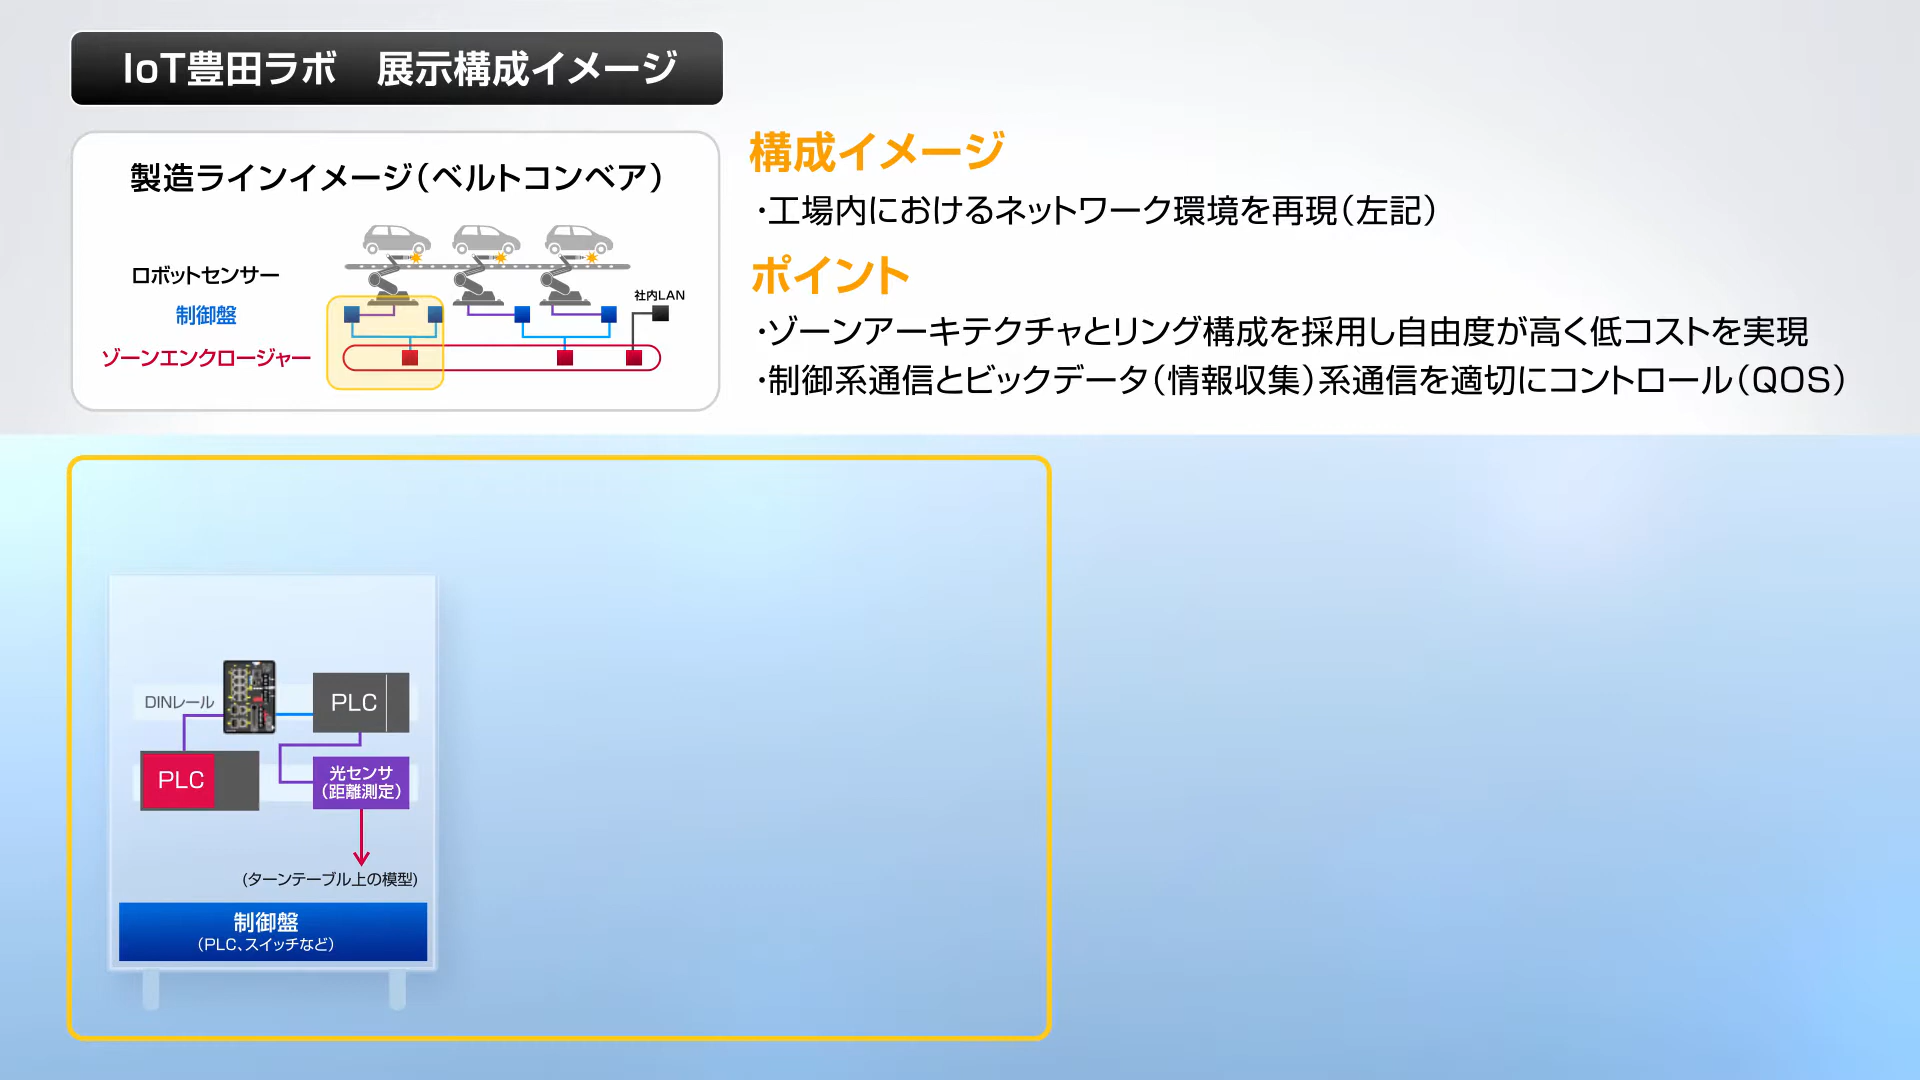 IoT豊田ラボ　展示構成イメージ
製造ラインイメージ（ベルトコンベア）
ロボットセンサー
制御盤
ゾーンエンクロージャー
社内LAN
構成イメージ
・工場内におけるネットワーク環境を再現（左記）
ポイント
・ゾーンアーキテクチャとリング構成を採用し自由度が高く低コストを実現
・制御系通信とビックデータ（情報収集）系通信を適切にコントロール（QOS）
DINレール
PLC
PLC
光センサ
（距離測定）
(ターンテーブル上の模型)
制御盤
（PLC、スイッチなど）